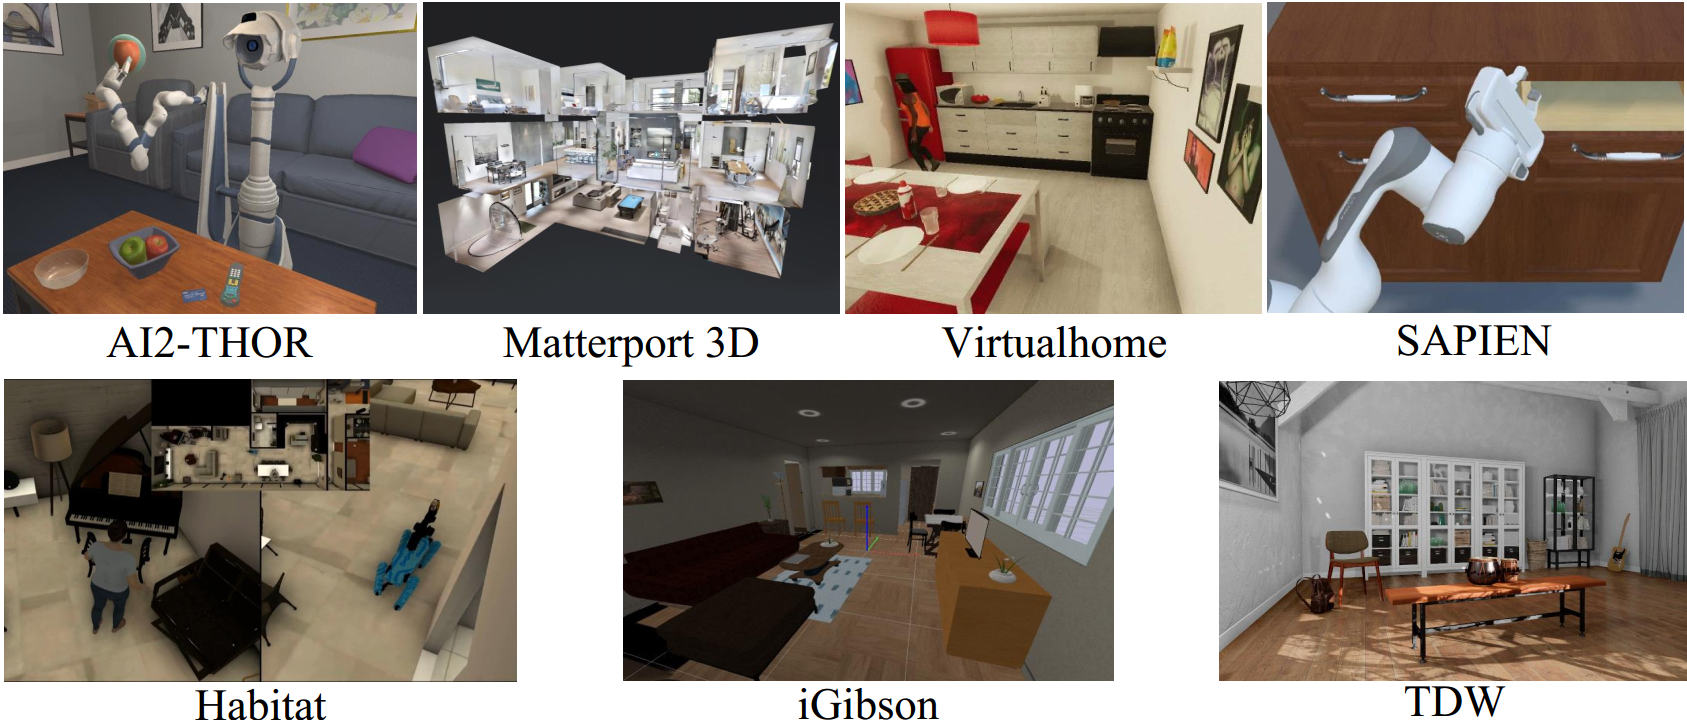 AI2-THOR
Matterport 3D
Virtualhome
SAPIEN
Habitat
iGibson
TDW